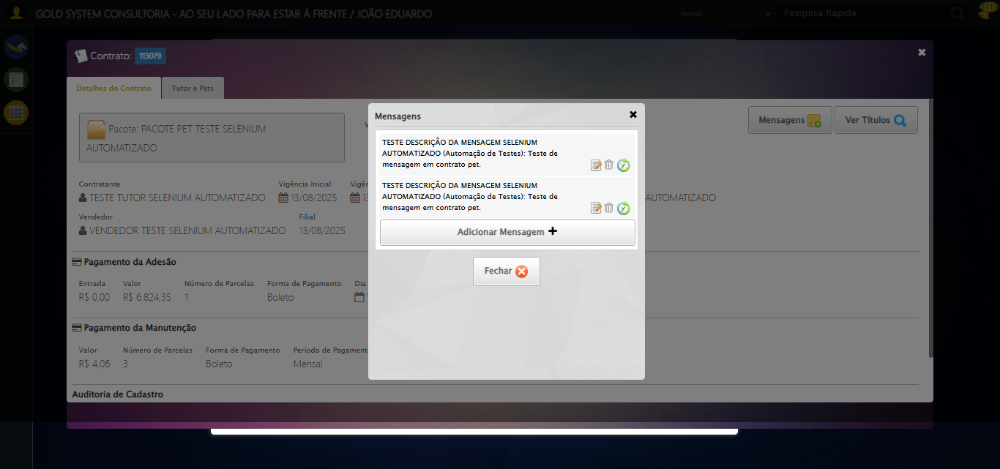 GOLD SYSTEM CONSULTORIA - AO SEU LADO PARA ESTAR À FRENTE / JOÃO EDUARDO
Nome
Pesquisa Rapida
Contrato: 113079
Detalhes do Contrato
Tutor e Pets
Pacote: PACOTE PET TESTE SELENIUM
AUTOMATIZADO
Mensagens
Ver Títulos
Contratante
Vigência Inicial
TESTE TUTOR SELENIUM AUTOMATIZADO
13/08/2025
AUTOMATIZADO
Vendedor
Filial
VENDEDOR TESTE SELENIUM AUTOMATIZADO
13/08/2025
Pagamento da Adesão
Entrada
Valor
Número de Parcelas
Forma de Pagamento
Dia
R$ 0,00
R$ 6.824,35
1
Boleto
Pagamento da Manutenção
Valor
Número de Parcelas
Forma de Pagamento
Período de Pagament
R$ 4,06
3
Boleto
Mensal
Auditoria de Cadastro
Mensagens
TESTE DESCRIÇÃO DA MENSAGEM SELENIUM
AUTOMATIZADO (Automação de Testes): Teste de
mensagem em contrato pet.
TESTE DESCRIÇÃO DA MENSAGEM SELENIUM
AUTOMATIZADO (Automação de Testes): Teste de
mensagem em contrato pet.
Adicionar Mensagem
Fechar